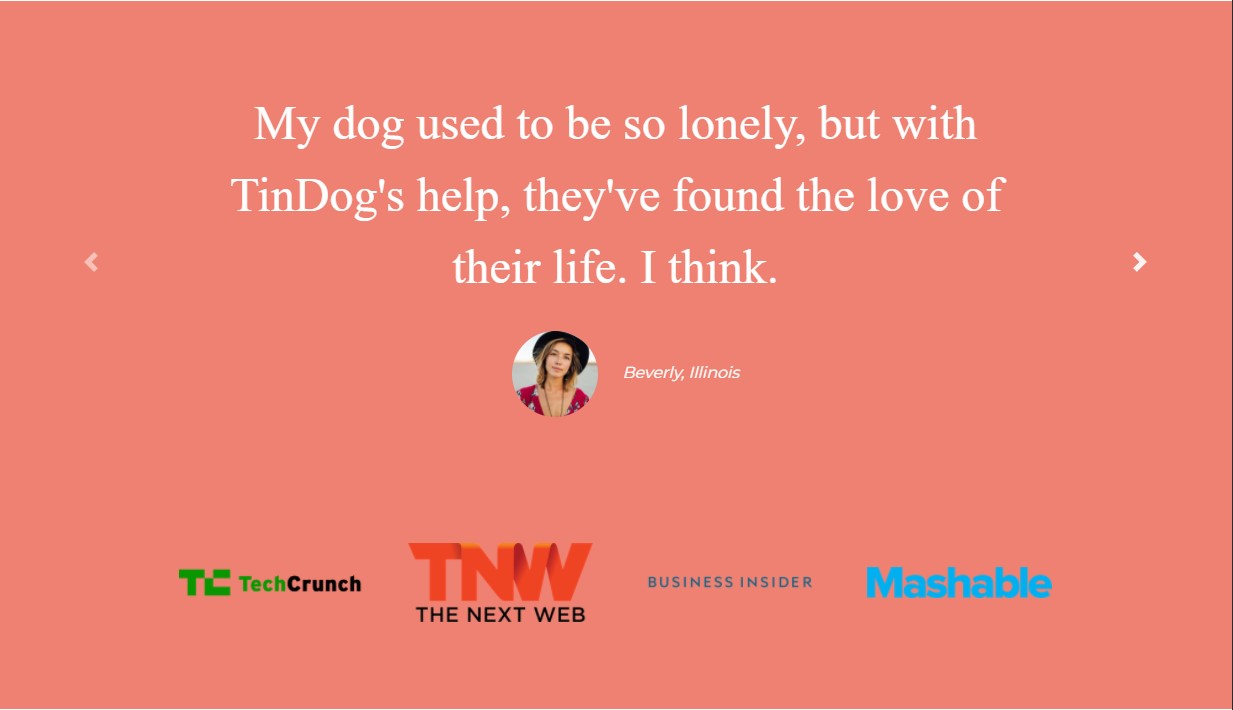 My dog used to be so lonely, but with
TinDog's help, they've found the love of
their life. I think.
Beverly, Illinois
TC TechCrunch
TNW
THE NEXT WEB
BUSINESS INSIDER
Mashable